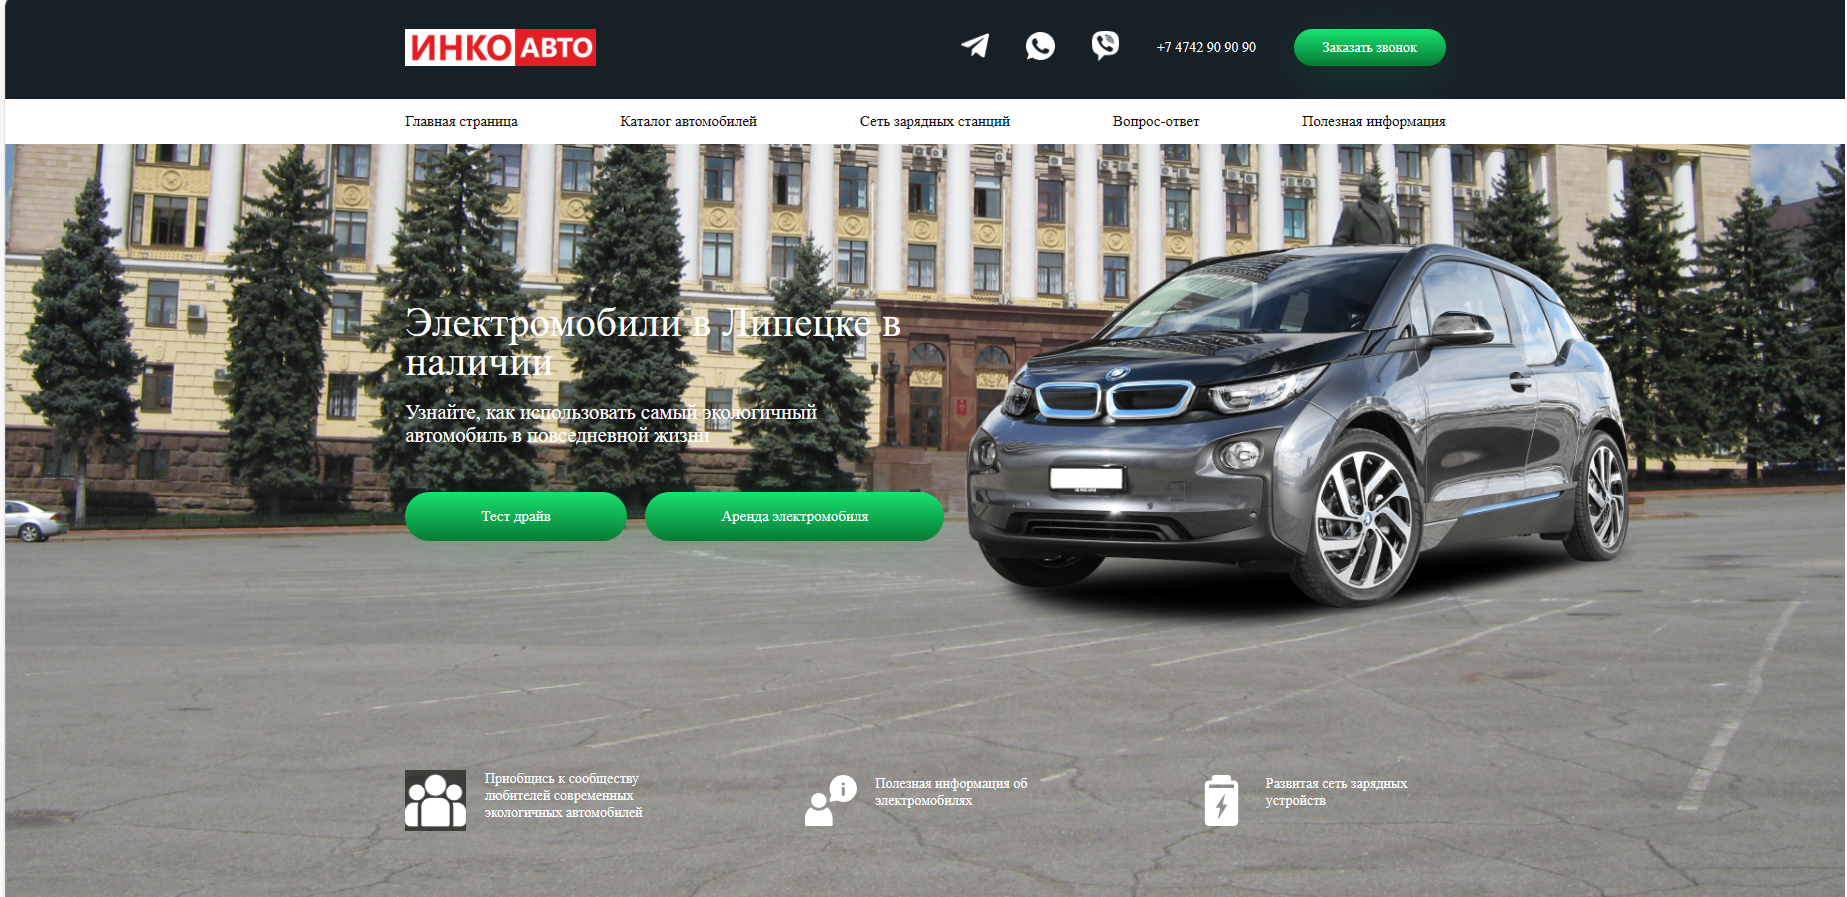 ИНКО АВТО
+7 4742 90 90 90
Заказать звонок
Главная страница
Каталог автомобилей
Сеть зарядных станций
Вопрос-ответ
Полезная информация
Электромобили в Липецке в
наличии
Узнайте, как использовать самый экологичный
автомобиль в повседневной жизни
Тест драйв
Аренда электромобиля
Приобщись к сообществу
любителей современных
экологичных автомобилей
Полезная информация об
электромобилях
Развитая сеть зарядных
устройств